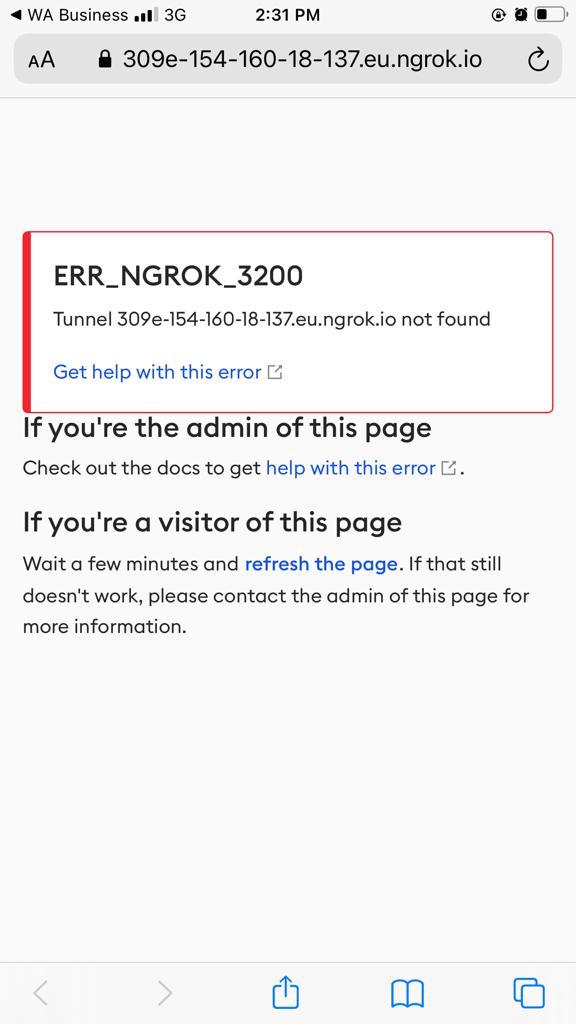 WA Business 3G 2:31 PM
AA 309e-154-160-18-137.eu.ngrok.io
ERR_NGROK_3200
Tunnel 309e-154-160-18-137.eu.ngrok.io not found
Get help with this error
If you're the admin of this page
Check out the docs to get help with this error.
If you're a visitor of this page
Wait a few minutes and refresh the page. If that still
doesn't work, please contact the admin of this page for
more information.